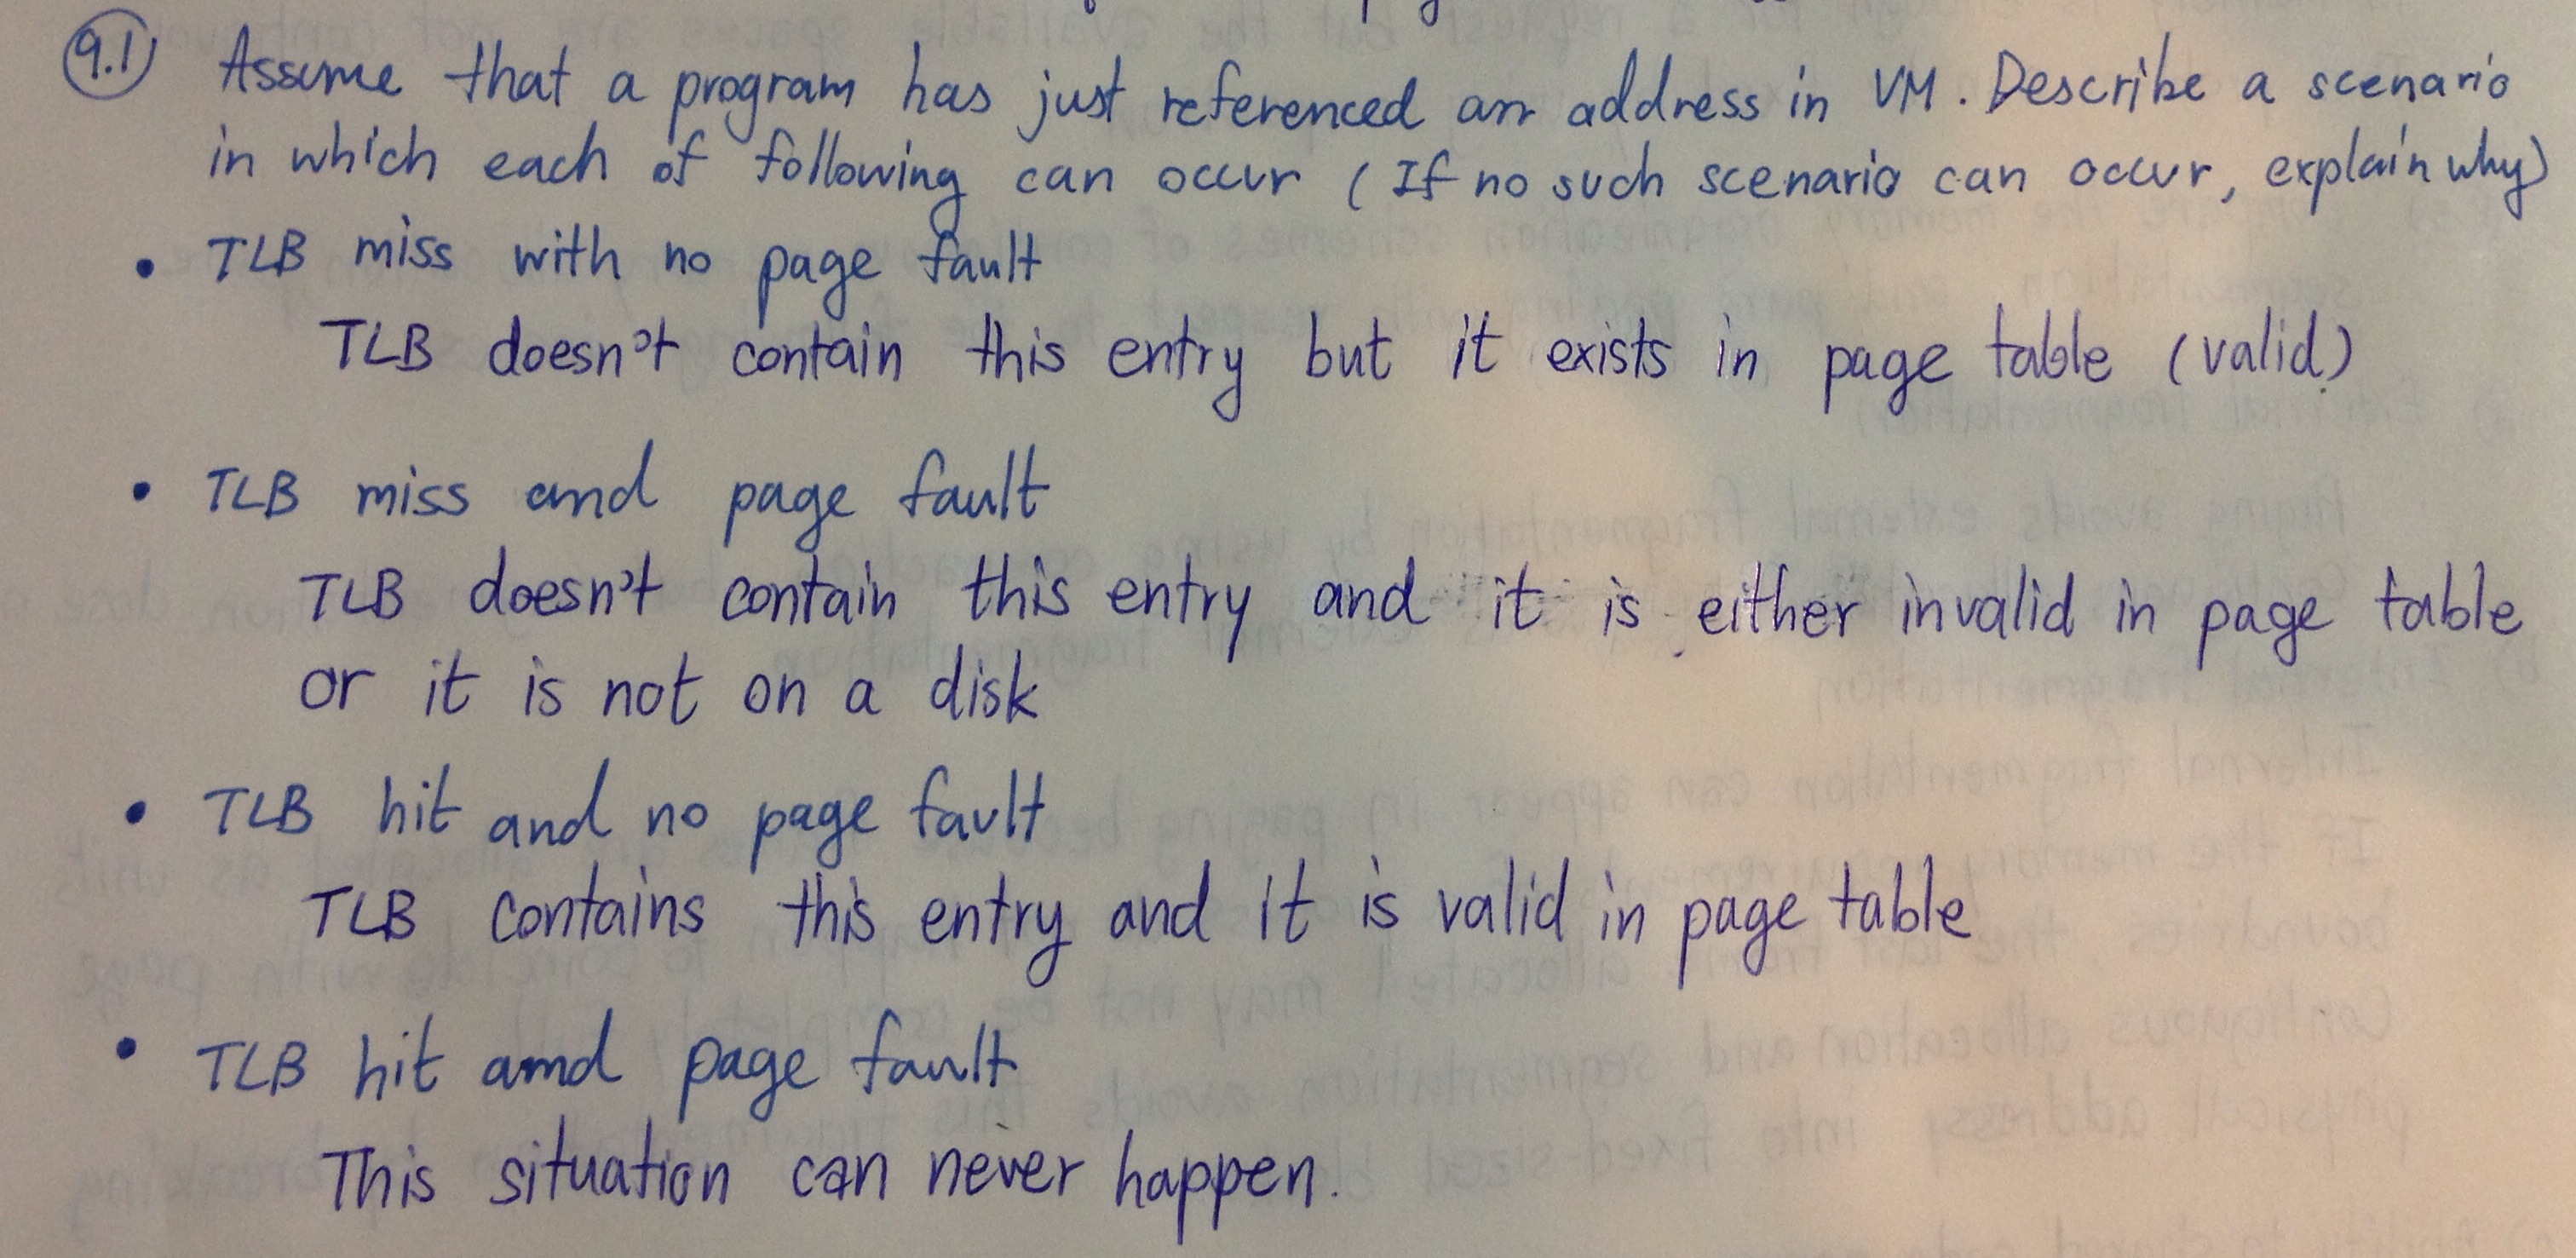 9.1 Assume that a program has just referenced an address in VM. Describe a scenario
in which each of following can occur (If no such scenario can occur, explain why)
• TLB miss with no page fault
TLB doesn't contain this entry but it exists in page table (valid)
• TLB miss and page fault
TLB doesn't contain this entry and it is either invalid in page table
or it is not on a disk
• TLB hit and no page fault
TLB contains this entry and it is valid in page table
• TLB hit and page fault
This situation can never happen.